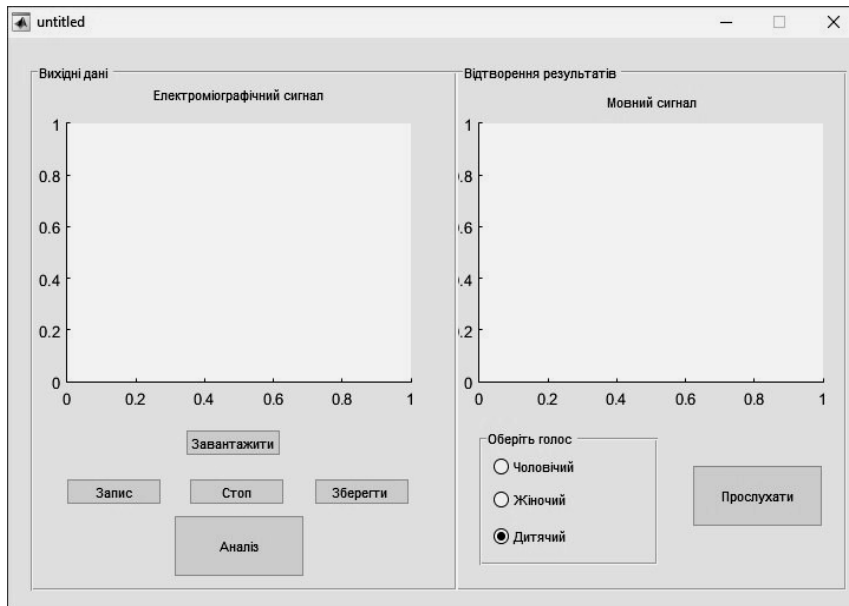 untitled
Вихідні дані
Електроміографічний сигнал
1
0.8
0.6
0.4
0.2
0
0 0.2 0.4 0.6 0.8 1
Завантажити
Запис Стоп Зберегти
Аналіз
Відтворення результатів
Мовний сигнал
1
.8
.6
.4
.2
0
0 0.2 0.4 0.6 0.8 1
Оберіть голос
Чоловічий
Жіночий
Дитячий
Прослухати